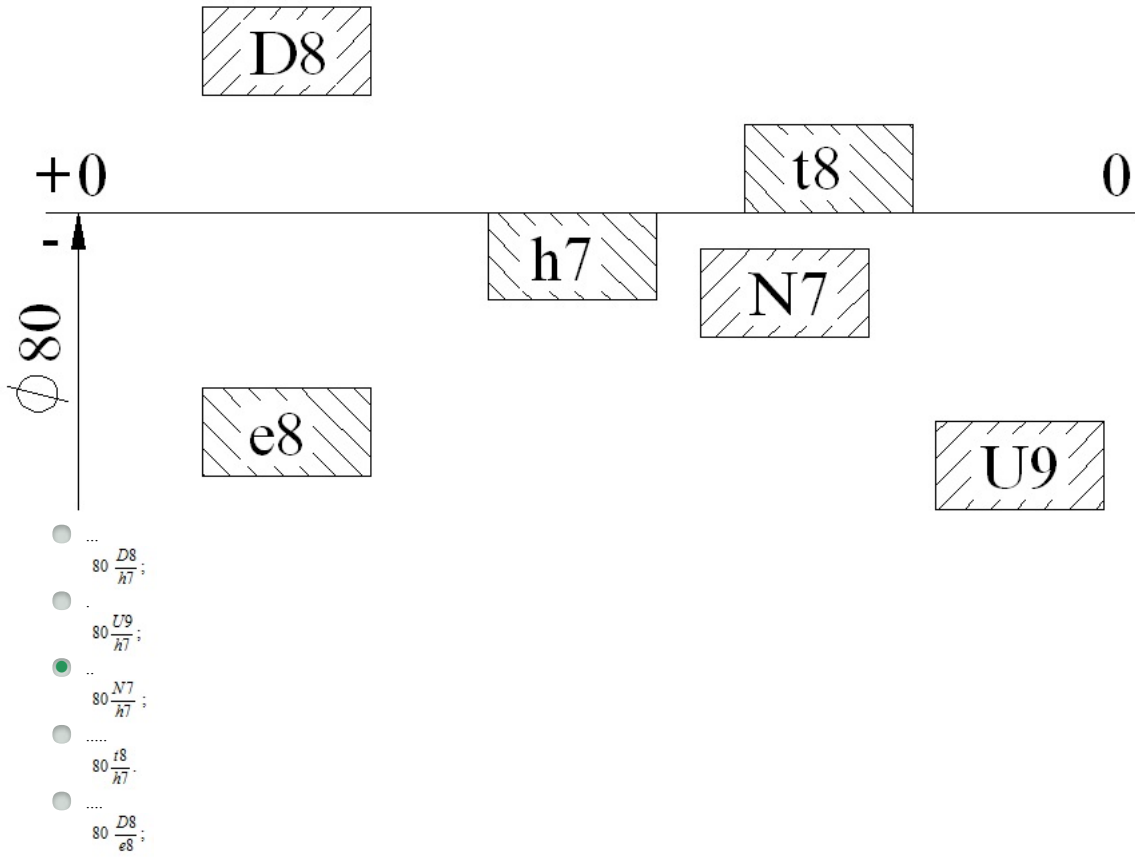 D8
t8
+0
0
-
h7
N7
⌀ 80
e8
U9
...
80 D8/h7 ;
.
80 U9/h7 ;
..
80 N7/h7 ;
.....
80 t8/h7 .
....
80 D8/e8 ;